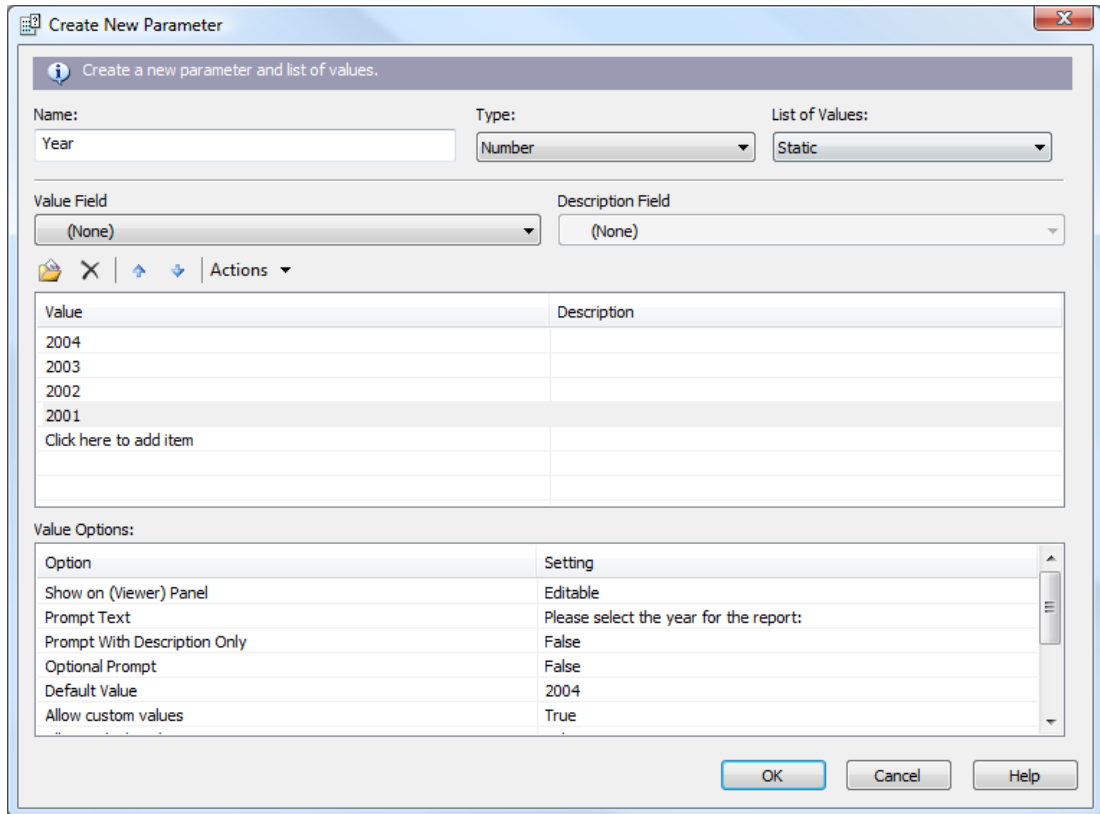 Create New Parameter
Create a new parameter and list of values.
Name: Type: List of Values:
Year Number Static
Value Field Description Field
(None) (None)
Actions
Value Description
2004
2003
2002
2001
Click here to add item
Value Options:
Option Setting
Show on (Viewer) Panel Editable
Prompt Text Please select the year for the report:
Prompt With Description Only False
Optional Prompt False
Default Value 2004
Allow custom values True
OK Cancel Help